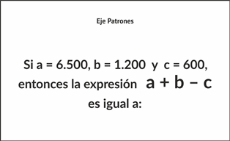 Eje Patrones
Si a = 6.500, b = 1.200 y c = 600,
entonces la expresión a + b – c
es igual a: